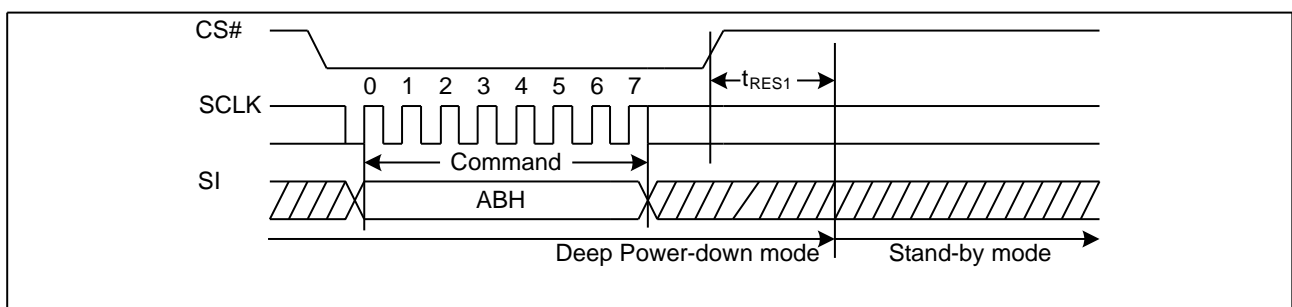 CS#
tRES1
0 1 2 3 4 5 6 7
SCLK
Command
SI
ABH
Deep Power-down mode
Stand-by mode